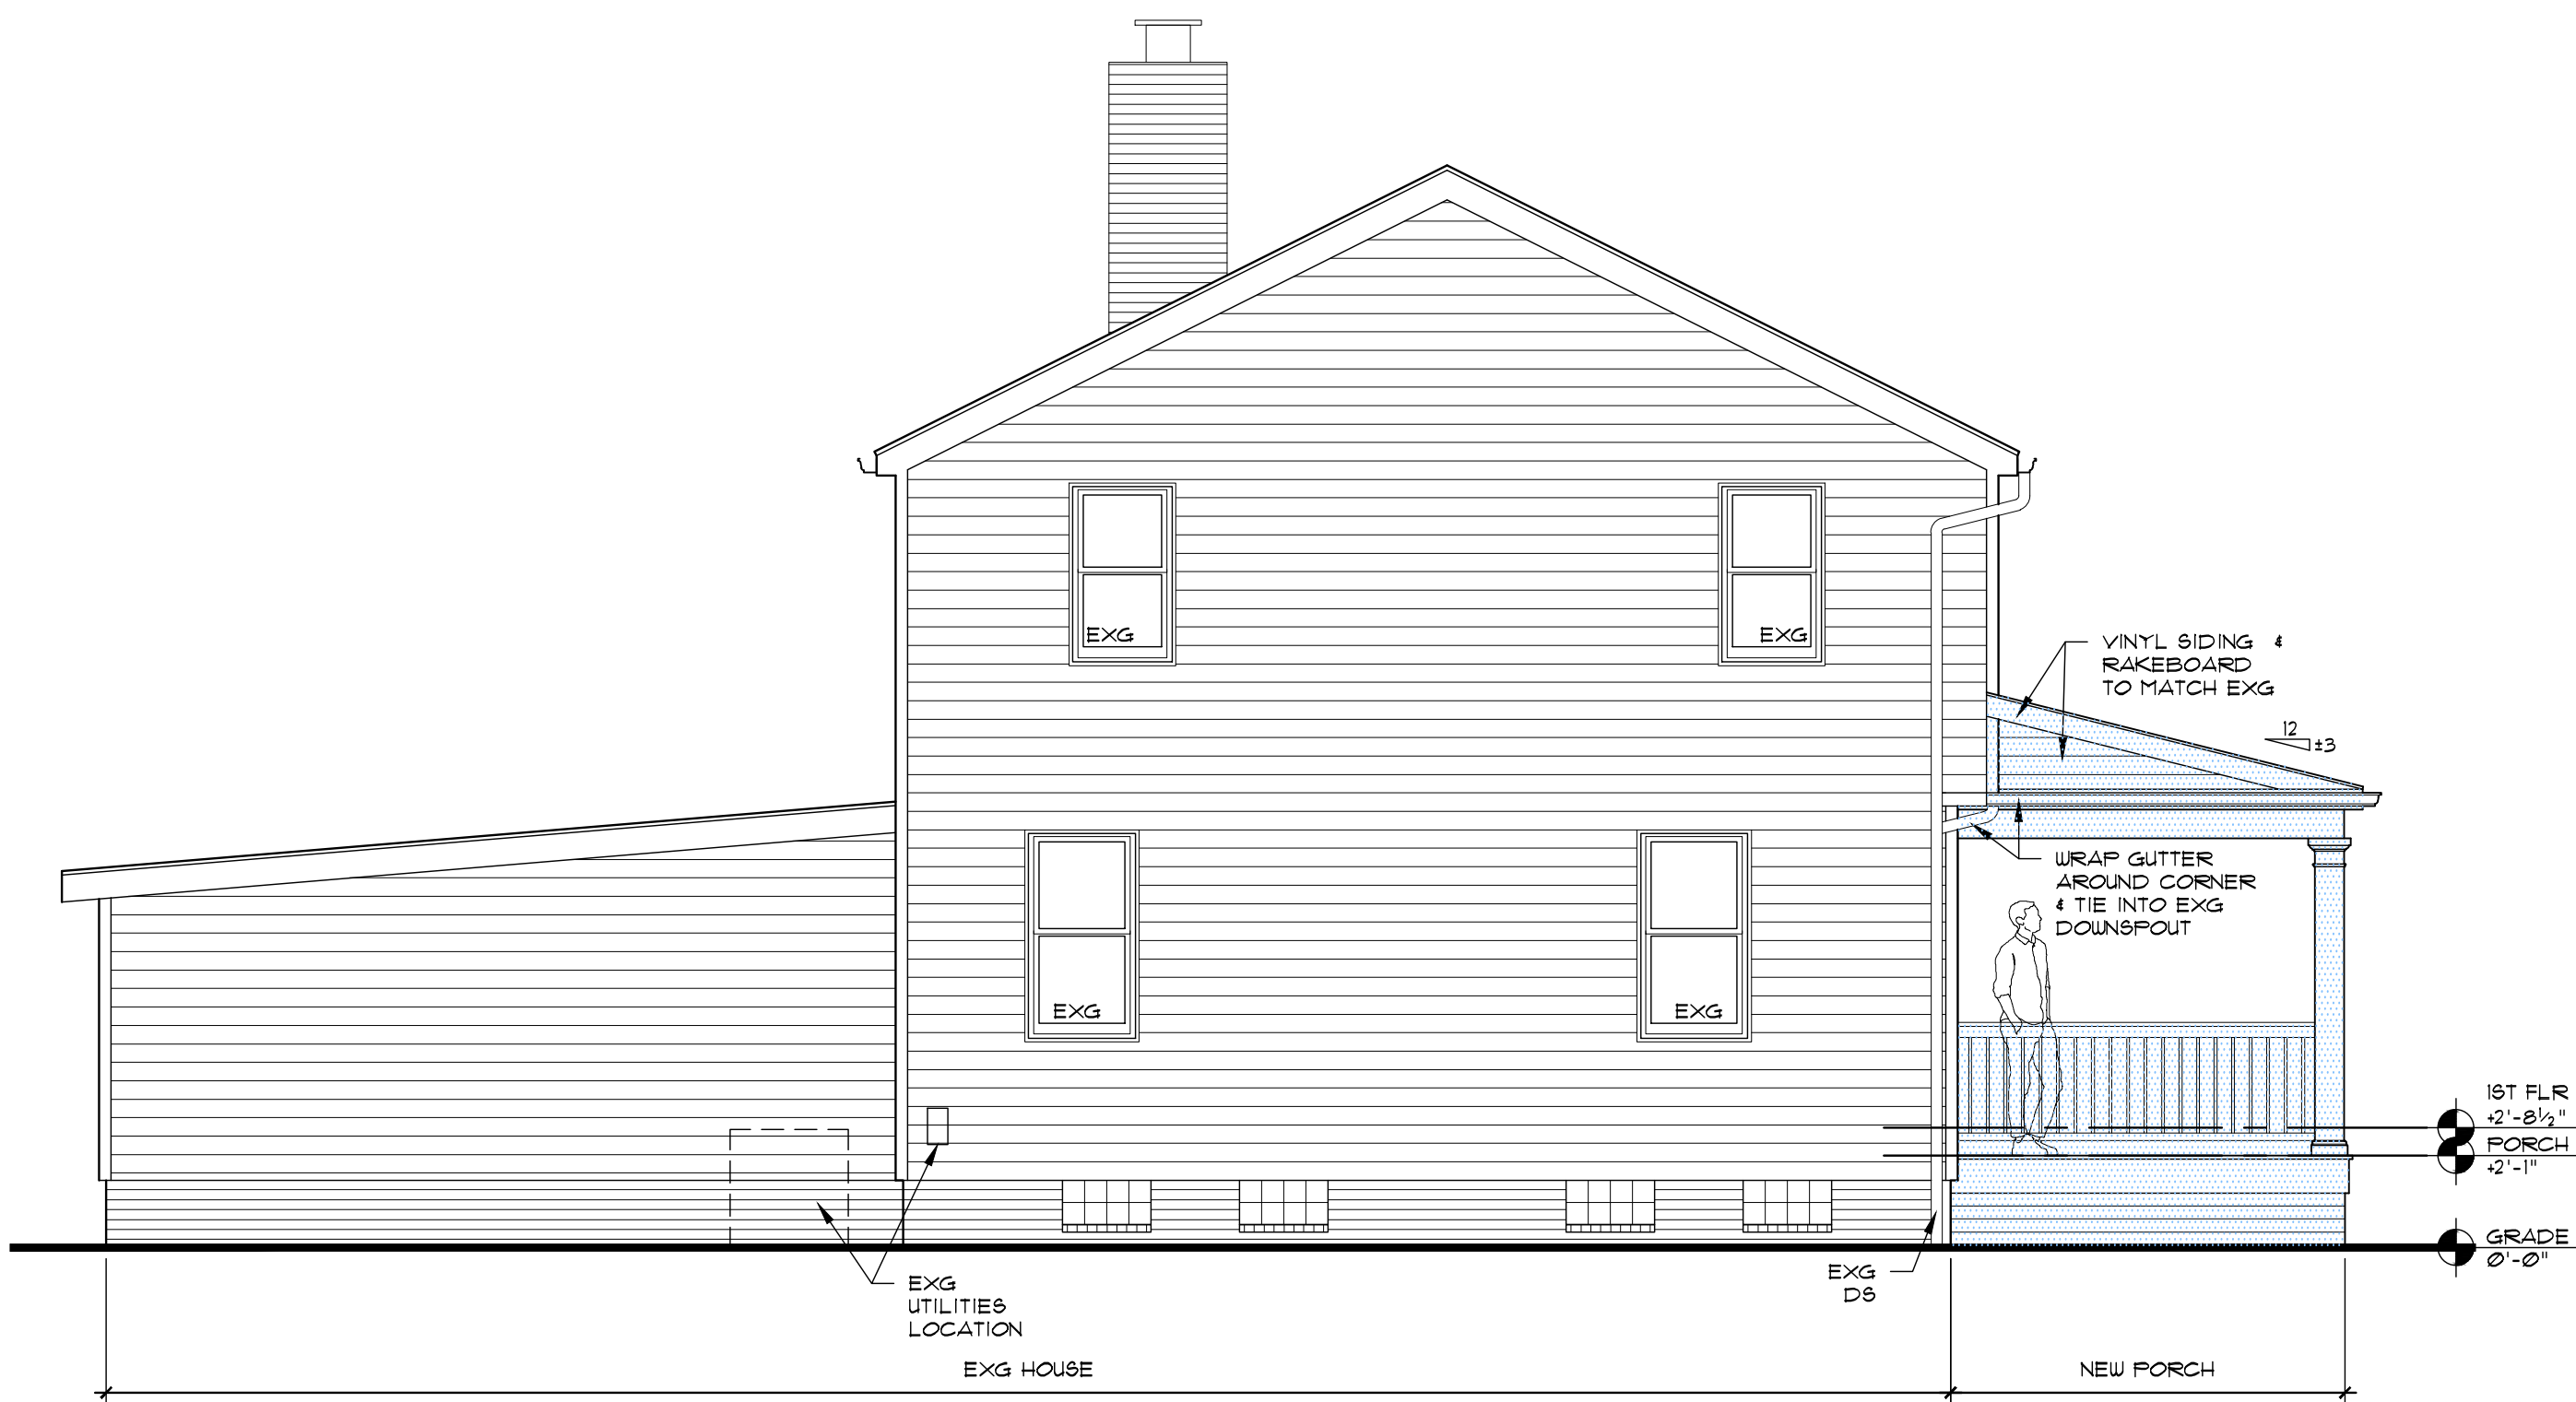 EXG
EXG
VINYL SIDING &
RAKEBOARD
TO MATCH EXG
12
±3
WRAP GUTTER
AROUND CORNER
& TIE INTO EXG
DOWNSPOUT
EXG
EXG
1ST FLR
+2'-8½"
PORCH
+2'-1"
GRADE
0'-0"
EXG
UTILITIES
LOCATION
EXG
DS
EXG HOUSE
NEW PORCH